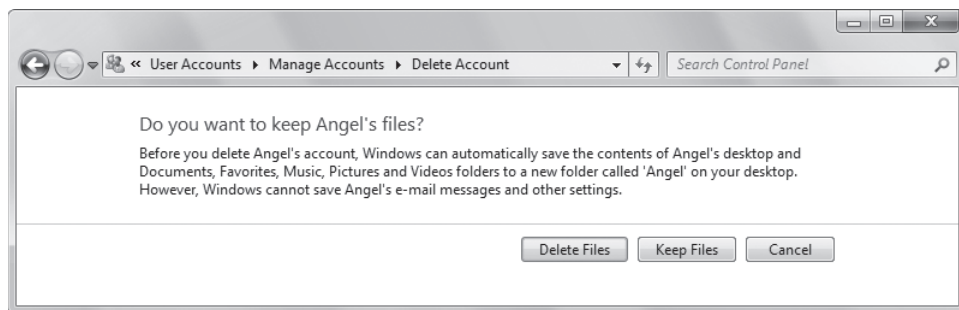 « User Accounts ▸ Manage Accounts ▸ Delete Account
Search Control Panel
Do you want to keep Angel's files?
Before you delete Angel's account, Windows can automatically save the contents of Angel's desktop and
Documents, Favorites, Music, Pictures and Videos folders to a new folder called 'Angel' on your desktop.
However, Windows cannot save Angel's e-mail messages and other settings.
Delete Files Keep Files Cancel